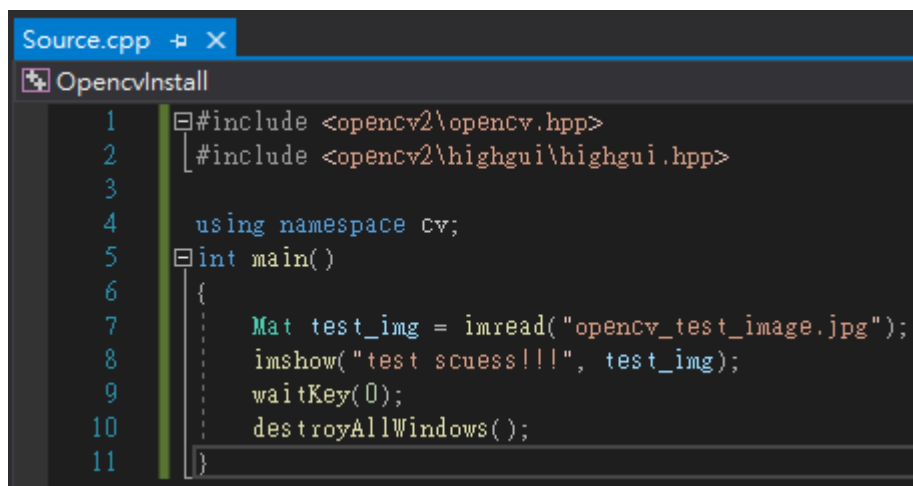 Source.cpp
OpencvInstall
1 #include <opencv2\opencv.hpp>
2 #include <opencv2\highgui\highgui.hpp>
3
4 using namespace cv;
5 int main()
6 {
7 Mat test_img = imread("opencv_test_image.jpg");
8 imshow("test scuess!!!", test_img);
9 waitKey(0);
10 destroyAllWindows();
11 }